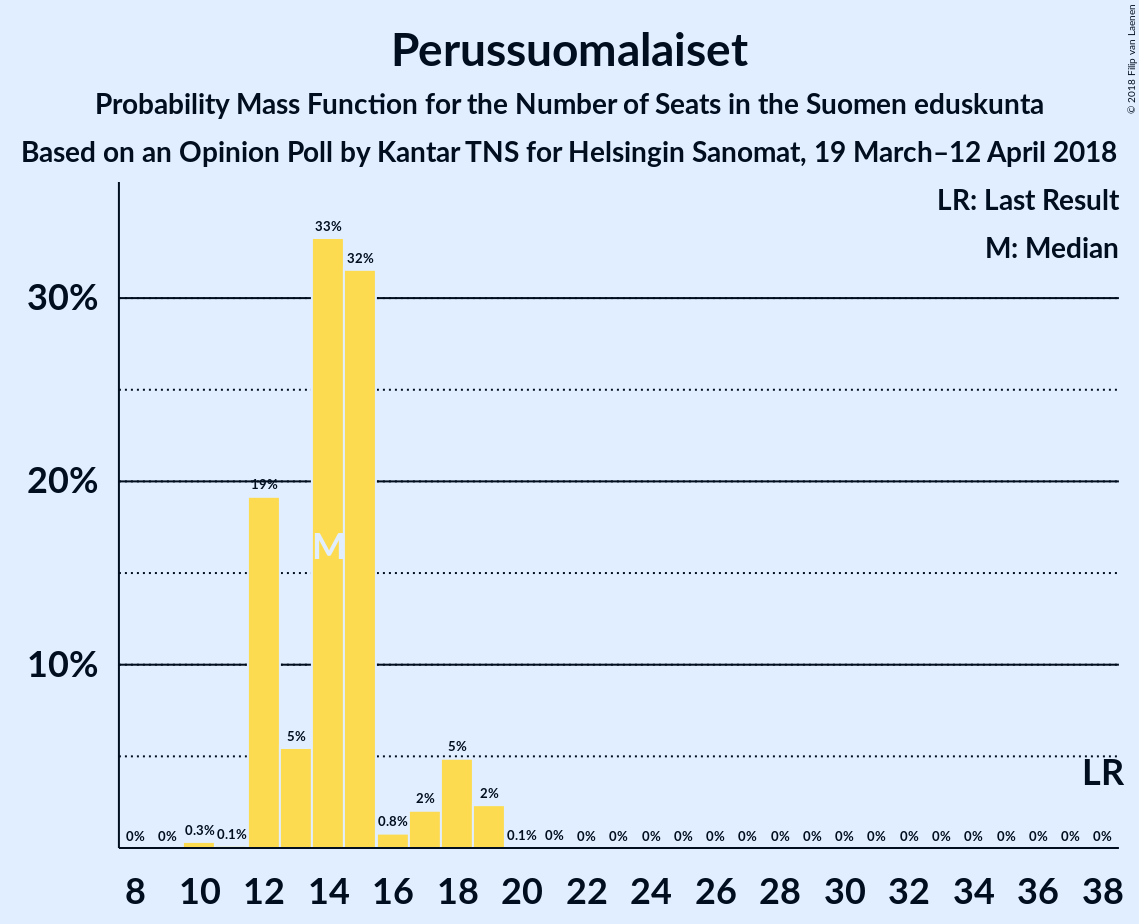 Perussuomalaiset
Probability Mass Function for the Number of Seats in the Suomen eduskunta
Based on an Opinion Poll by Kantar TNS for Helsingin Sanomat, 19 March–12 April 2018
© 2018 Filip van Laenen
LR: Last Result
M: Median
30%
20%
10%
0% 0% 0.3% 0.1% 19% 5% 33% 32% 0.8% 2% 5% 2% 0.1% 0% 0% 0% 0% 0% 0% 0% 0% 0% 0% 0% 0% 0% 0% 0% 0% 0% 0%
M
LR
8 10 12 14 16 18 20 22 24 26 28 30 32 34 36 38